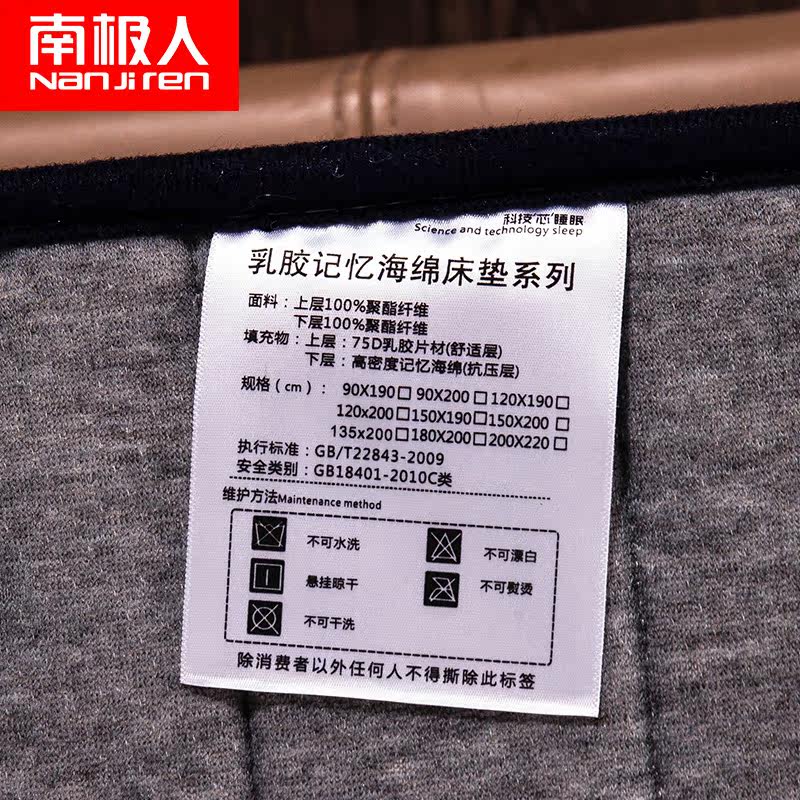 南极人
NanJiren
科技'芯'睡眠
Science and technology sleep
乳胶记忆海绵床垫系列
面料：上层100%聚酯纤维
下层100%聚酯纤维
填充物：上层：75D乳胶片材(舒适层)
下层：高密度记忆海绵(抗压层)
规格（cm）： 90X190□ 90X200□ 120X190□
120x200□ 150X190□ 150X200□
135x200□ 180X200□ 200X220□
执行标准：GB/T22843-2009
安全类别：GB18401-2010C类
维护方法Maintenance method
不可水洗 不可漂白
悬挂晾干 不可熨烫
不可干洗
除消费者以外任何人不得撕除此标签